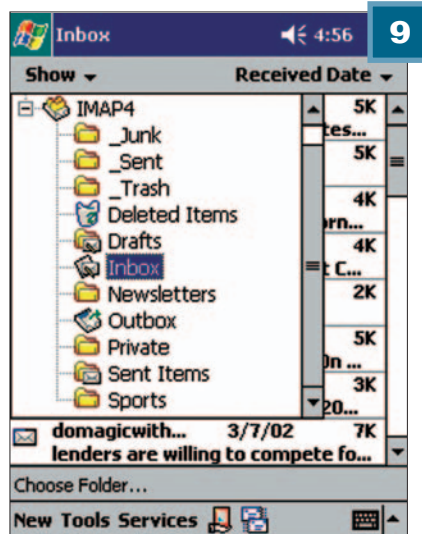 Inbox 4:56 9
Show Received Date
IMAP4 5K
_Junk tes...
_Sent 5K
_Trash
Deleted Items 4K
Drafts 4K
Inbox t C...
Newsletters 2K
Outbox
Private 5K
Sent Items 3K
Sports 20...
domagicwith... 3/7/02 7K
lenders are willing to compete fo...
Choose Folder...
New Tools Services